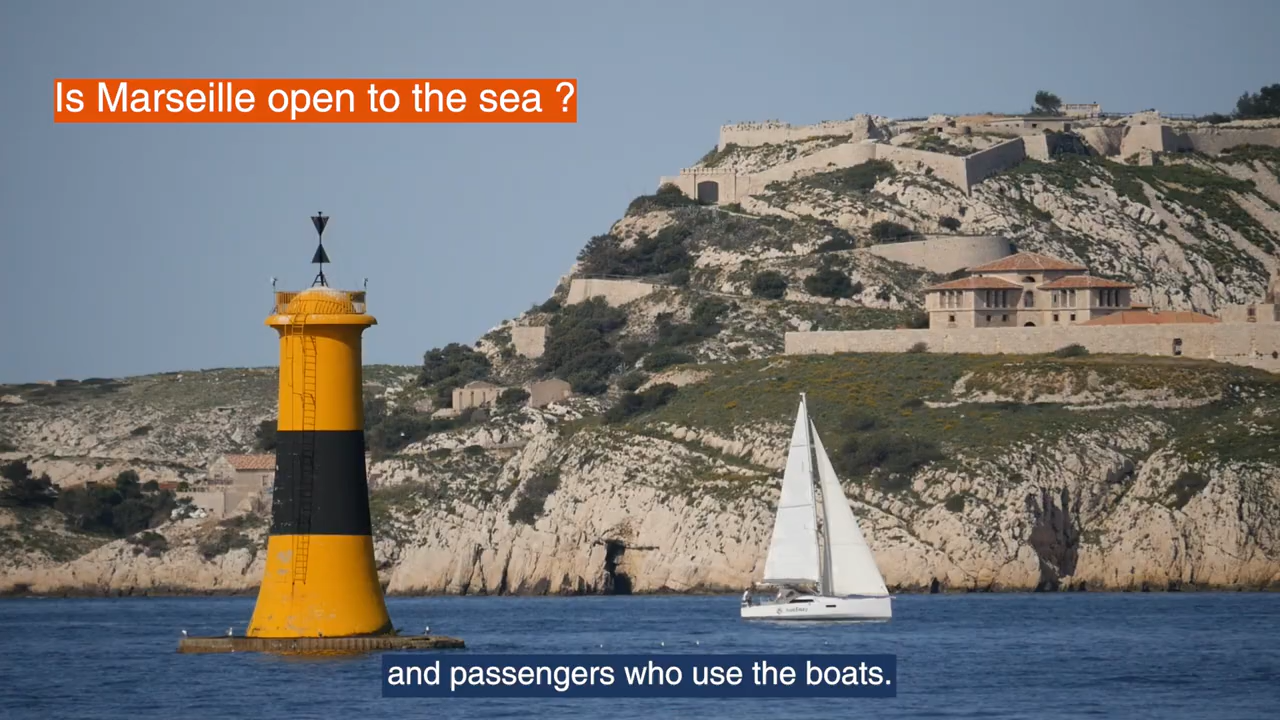 Is Marseille open to the sea ?
and passengers who use the boats.